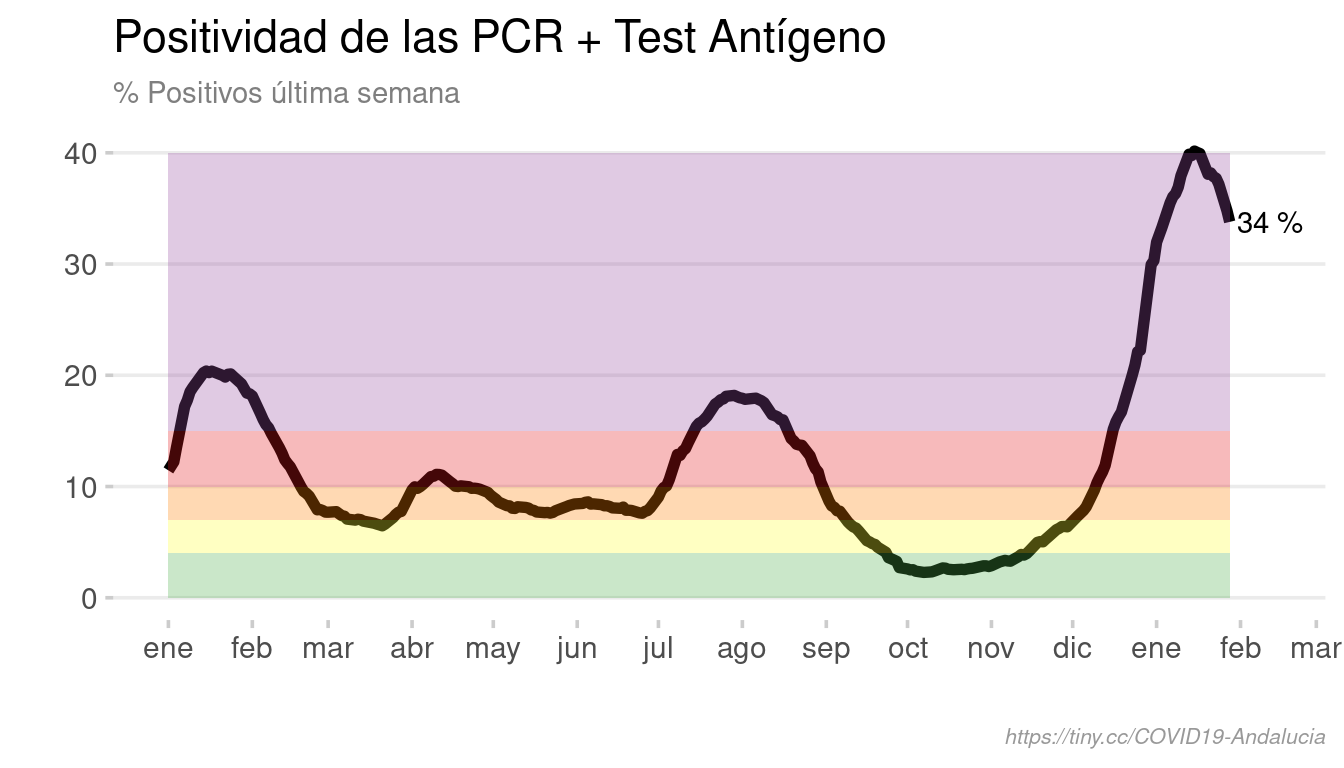 Positividad de las PCR + Test Antígeno
% Positivos última semana
40
30
20
10
0
34 %
ene feb mar abr may jun jul ago sep oct nov dic ene feb mar
https://tiny.cc/COVID19-Andalucia